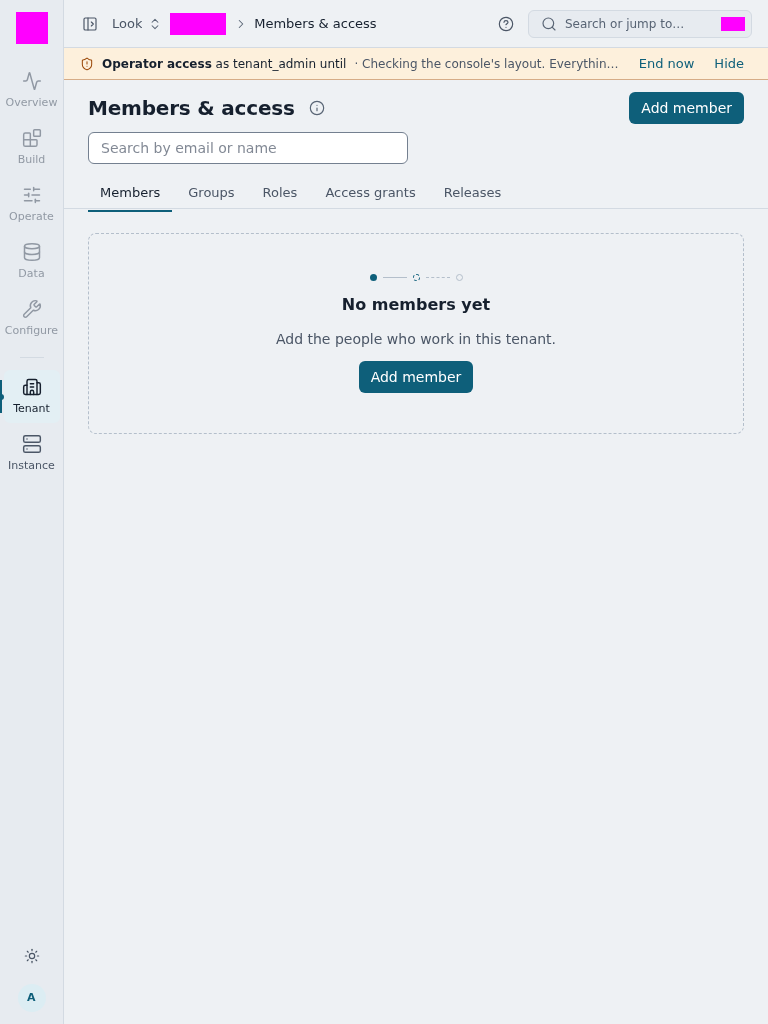 Look
Members & access
Search or jump to…
Operator access as tenant_admin until · Checking the console's layout. Everythin…
End now
Hide
Overview
Build
Operate
Data
Configure
Tenant
Instance
A
Members & access
Add member
Search by email or name
Members
Groups
Roles
Access grants
Releases
No members yet
Add the people who work in this tenant.
Add member